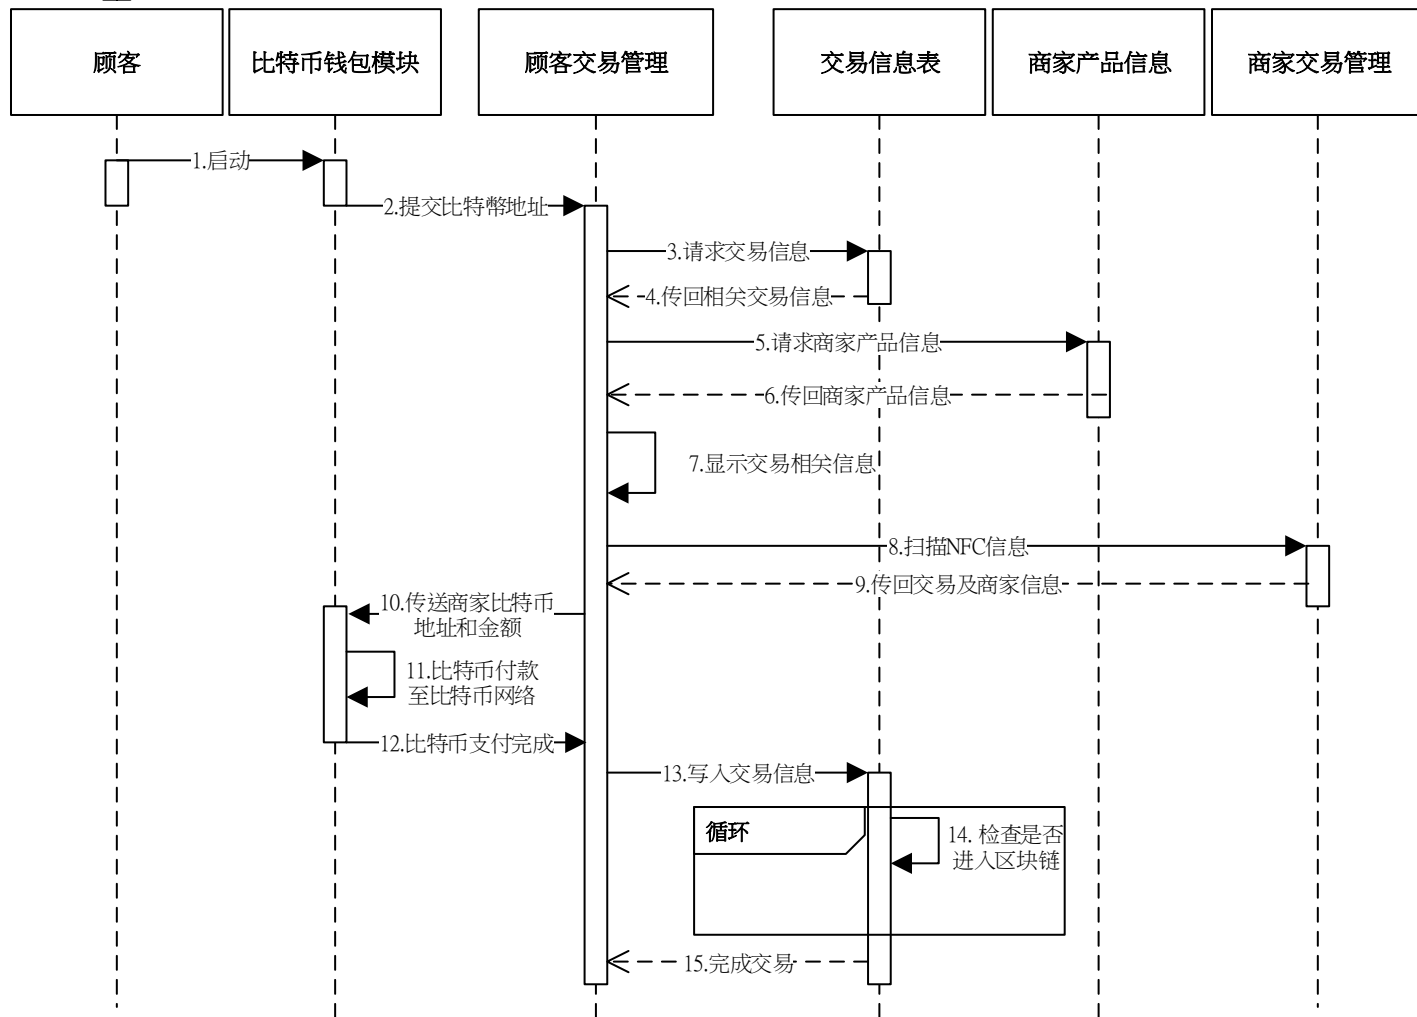 顾客
比特币钱包模块
顾客交易管理
交易信息表
商家产品信息
商家交易管理
1.启动
2.提交比特幣地址
3.请求交易信息
4.传回相关交易信息
5.请求商家产品信息
6.传回商家产品信息
7.显示交易相关信息
8.扫描NFC信息
9.传回交易及商家信息
10.传送商家比特币
地址和金额
11.比特币付款
至比特币网络
12.比特币支付完成
13.写入交易信息
循环
14. 检查是否
进入区块链
15.完成交易